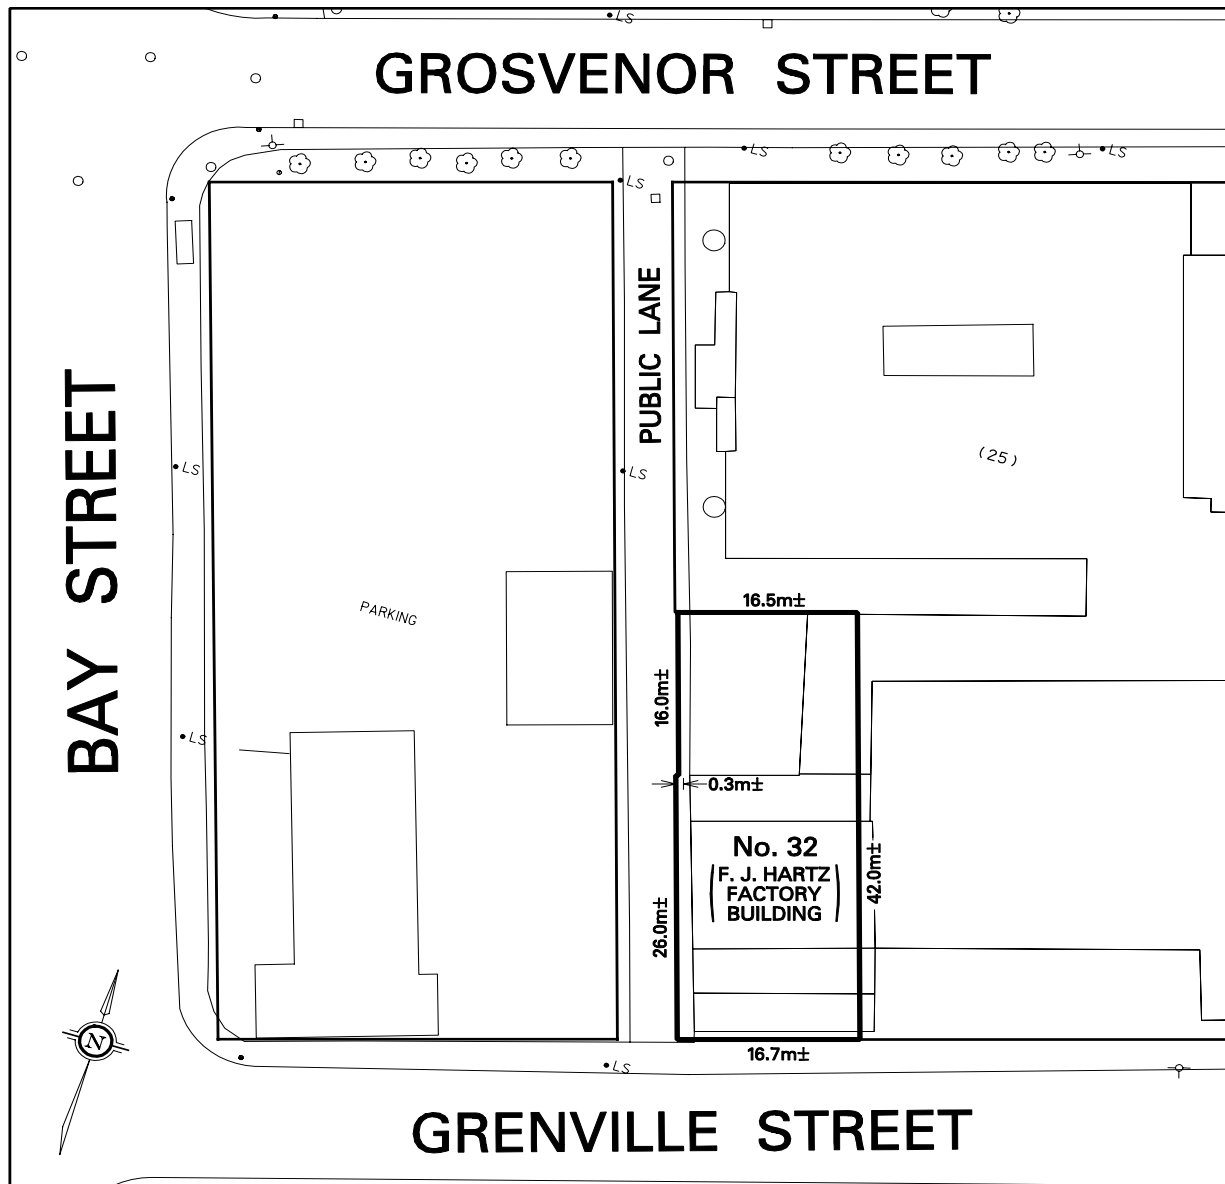 LS
GROSVENOR STREET
LS
LS
LS
PUBLIC LANE
BAY STREET
LS
LS
(25)
PARKING
16.5m±
16.0m±
LS
0.3m±
No. 32
(F. J. HARTZ
FACTORY
BUILDING)
42.0m±
26.0m±
N
16.7m±
LS
GRENVILLE STREET